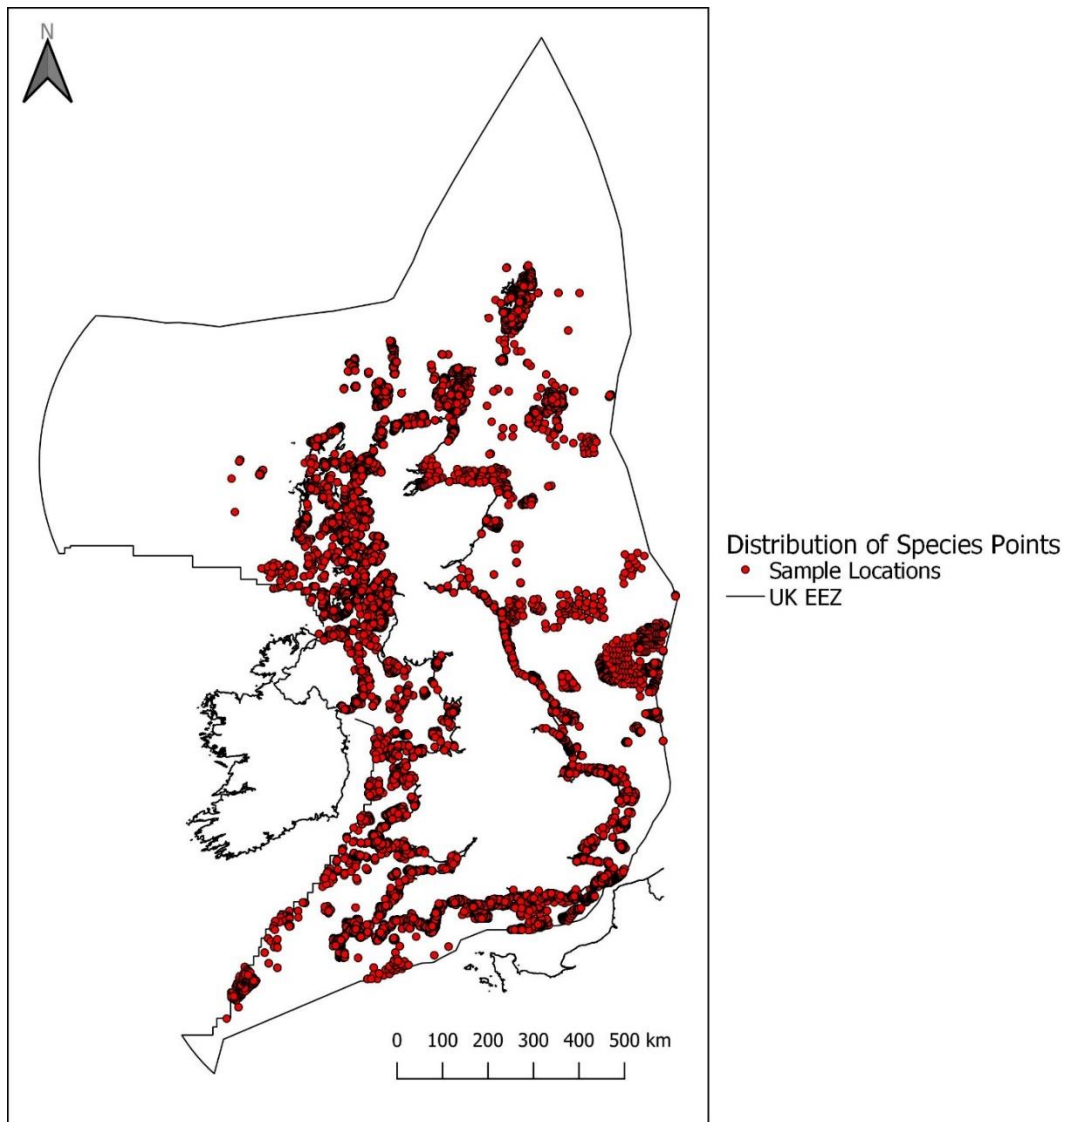 N
Distribution of Species Points
Sample Locations
UK EEZ
0 100 200 300 400 500 km